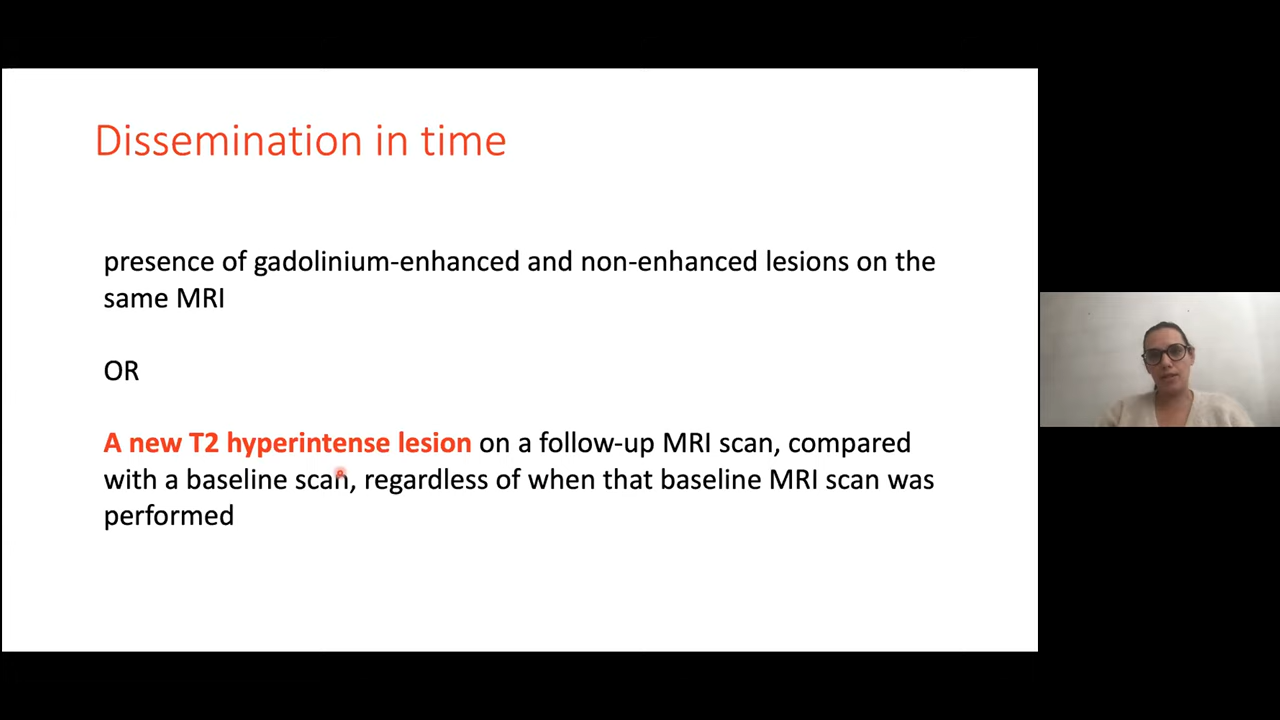 Dissemination in time
presence of gadolinium-enhanced and non-enhanced lesions on the
same MRI
OR
A new T2 hyperintense lesion on a follow-up MRI scan, compared
with a baseline scan, regardless of when that baseline MRI scan was
performed